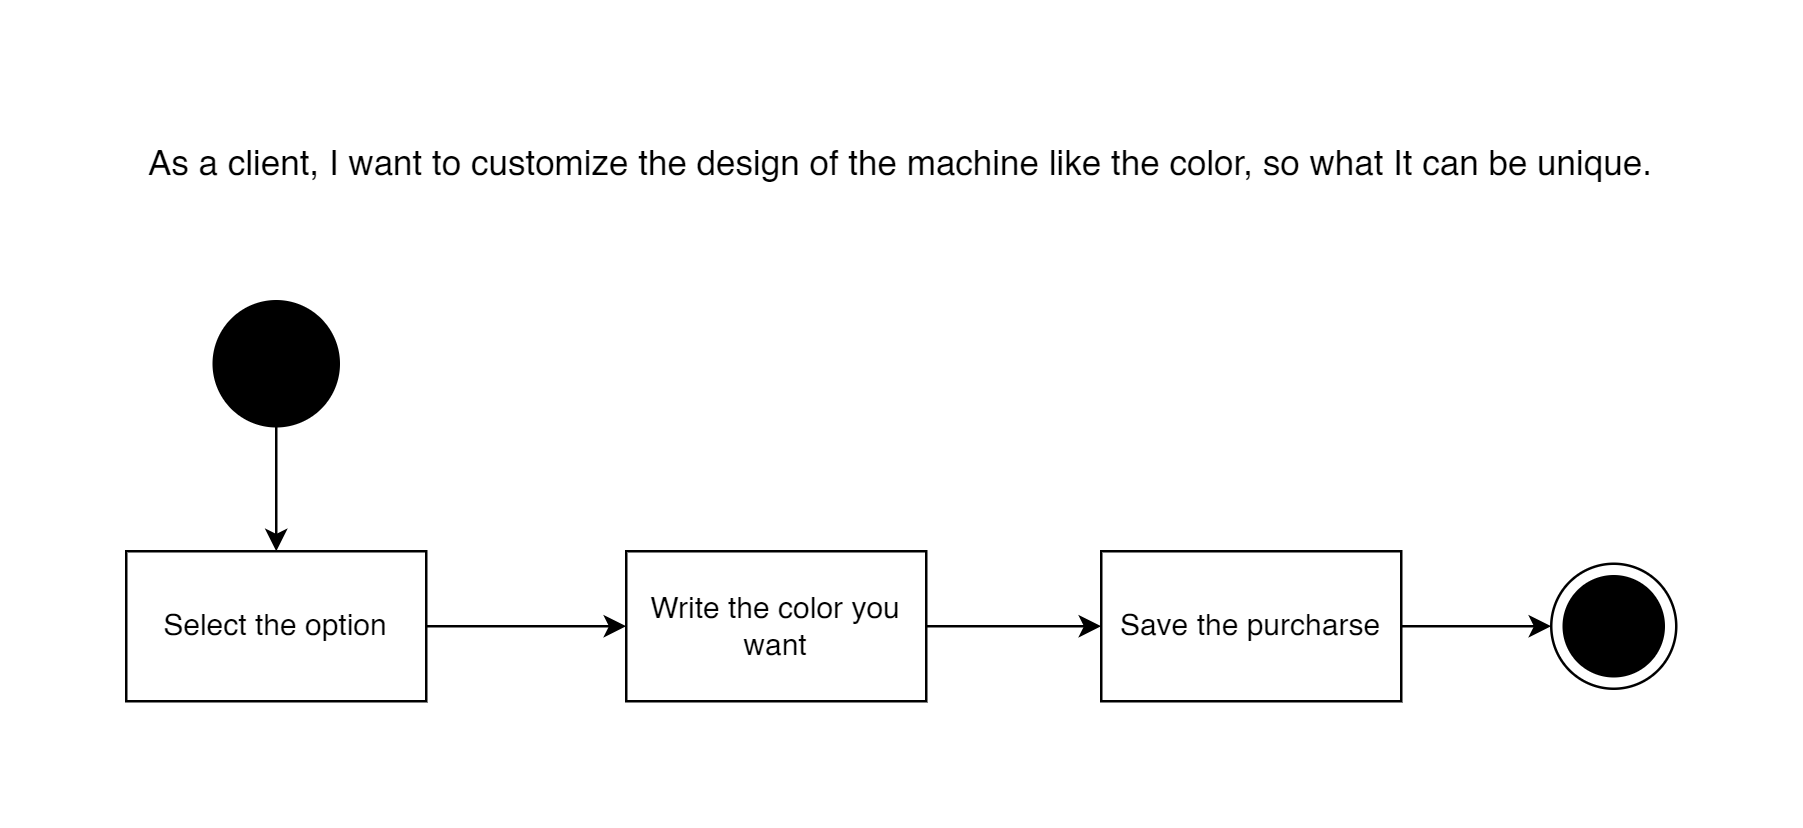 As a client, I want to customize the design of the machine like the color, so what It can be unique.
Select the option
Write the color you
want
Save the purcharse